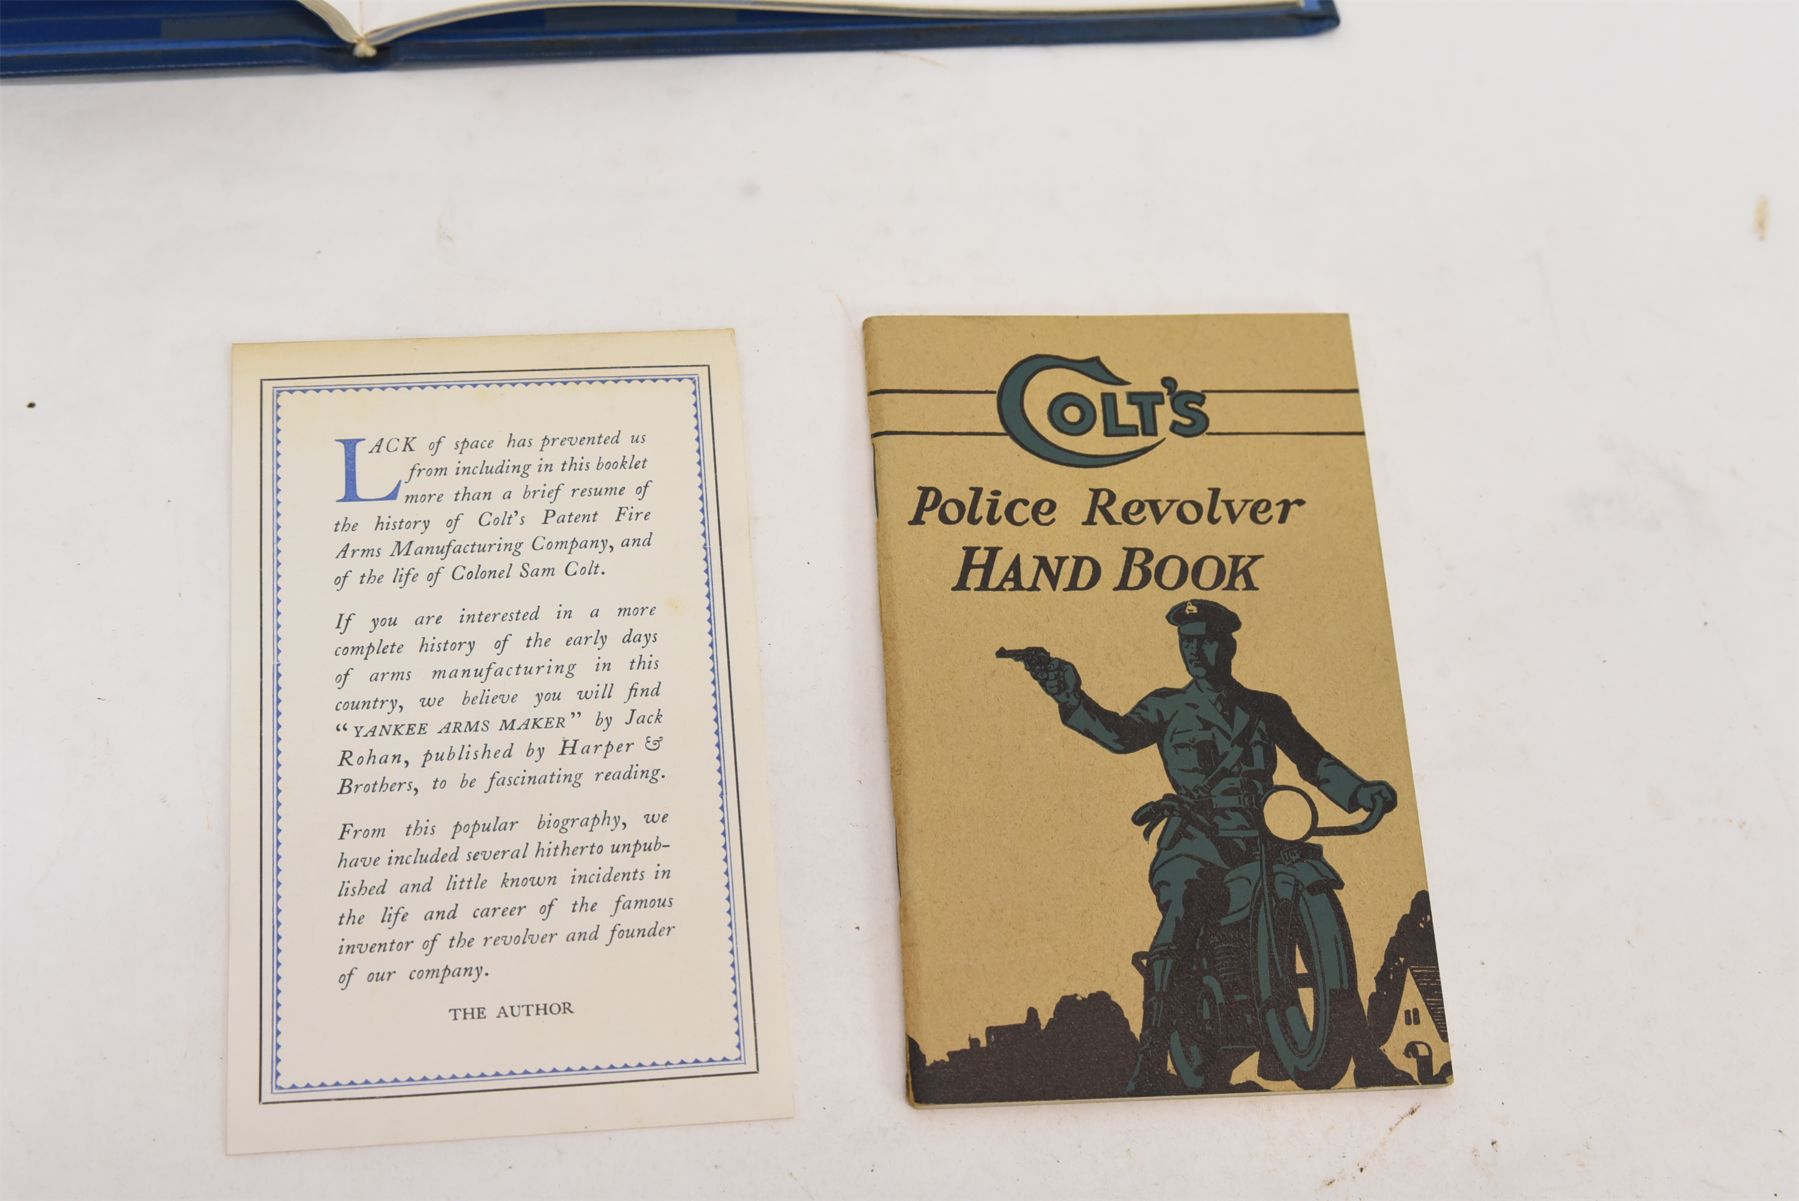 LACK of space has prevented us
from including in this booklet
more than a brief resume of
the history of Colt's Patent Fire
Arms Manufacturing Company, and
of the life of Colonel Sam Colt.
If you are interested in a more
complete history of the early days
of arms manufacturing in this
country, we believe you will find
"YANKEE ARMS MAKER" by Jack
Rohan, published by Harper &
Brothers, to be fascinating reading.
From this popular biography, we
have included several hitherto unpub-
lished and little known incidents in
the life and career of the famous
inventor of the revolver and founder
of our company.
THE AUTHOR
COLT'S
Police Revolver
HAND BOOK